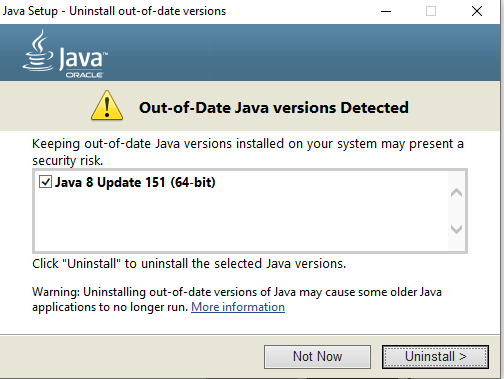 Java Setup - Uninstall out-of-date versions
Java™
ORACLE
Out-of-Date Java versions Detected
Keeping out-of-date Java versions installed on your system may present a
security risk.
Java 8 Update 151 (64-bit)
Click "Uninstall" to uninstall the selected Java versions.
Warning: Uninstalling out-of-date versions of Java may cause some older Java
applications to no longer run. More information
Not Now
Uninstall >